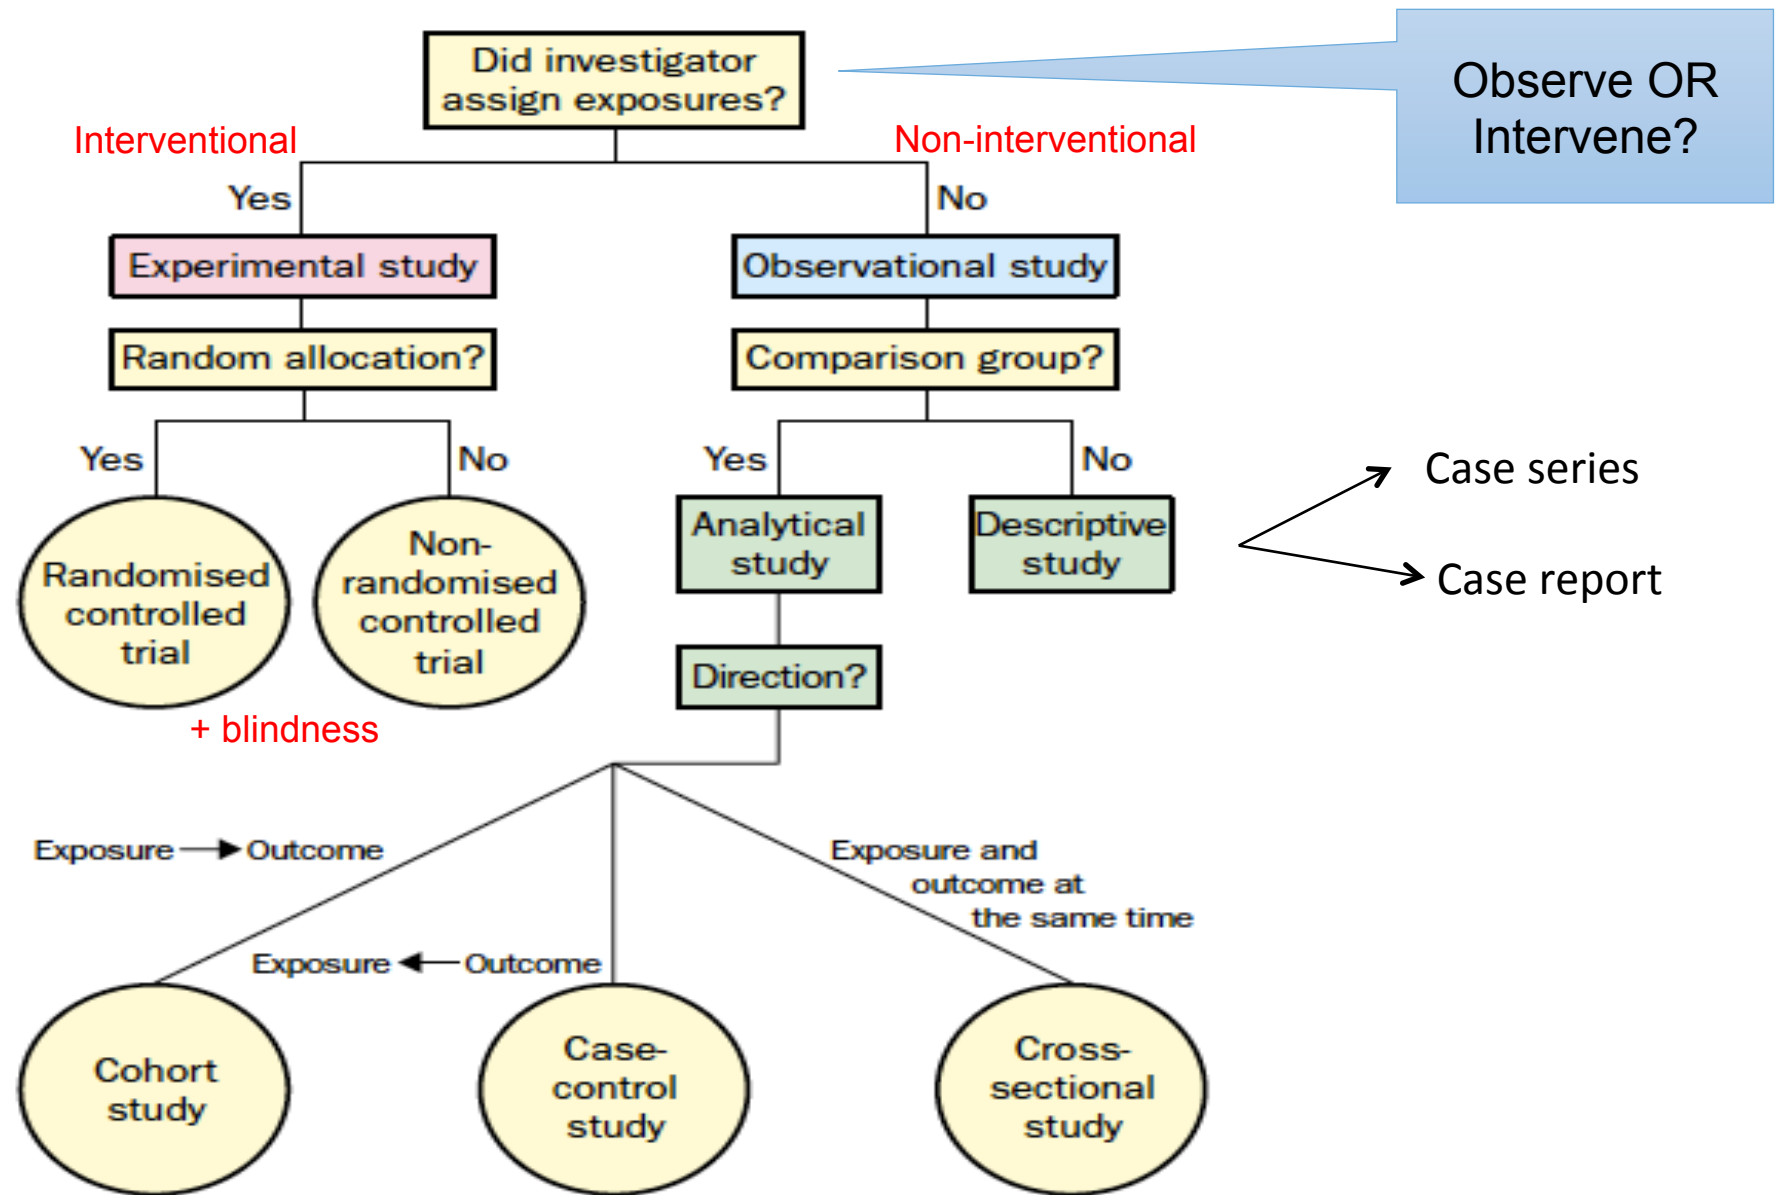 Did investigator
assign exposures?
Observe OR
Intervene?
Interventional
Non-interventional
Yes
No
Experimental study
Observational study
Random allocation?
Comparison group?
Yes
No
Yes
No
Case series
Case report
Randomised
controlled
trial
Non-
randomised
controlled
trial
Analytical
study
Descriptive
study
Direction?
+ blindness
Exposure
Outcome
Exposure and
outcome at
the same time
Exposure
Outcome
Cohort
study
Case-
control
study
Cross-
sectional
study